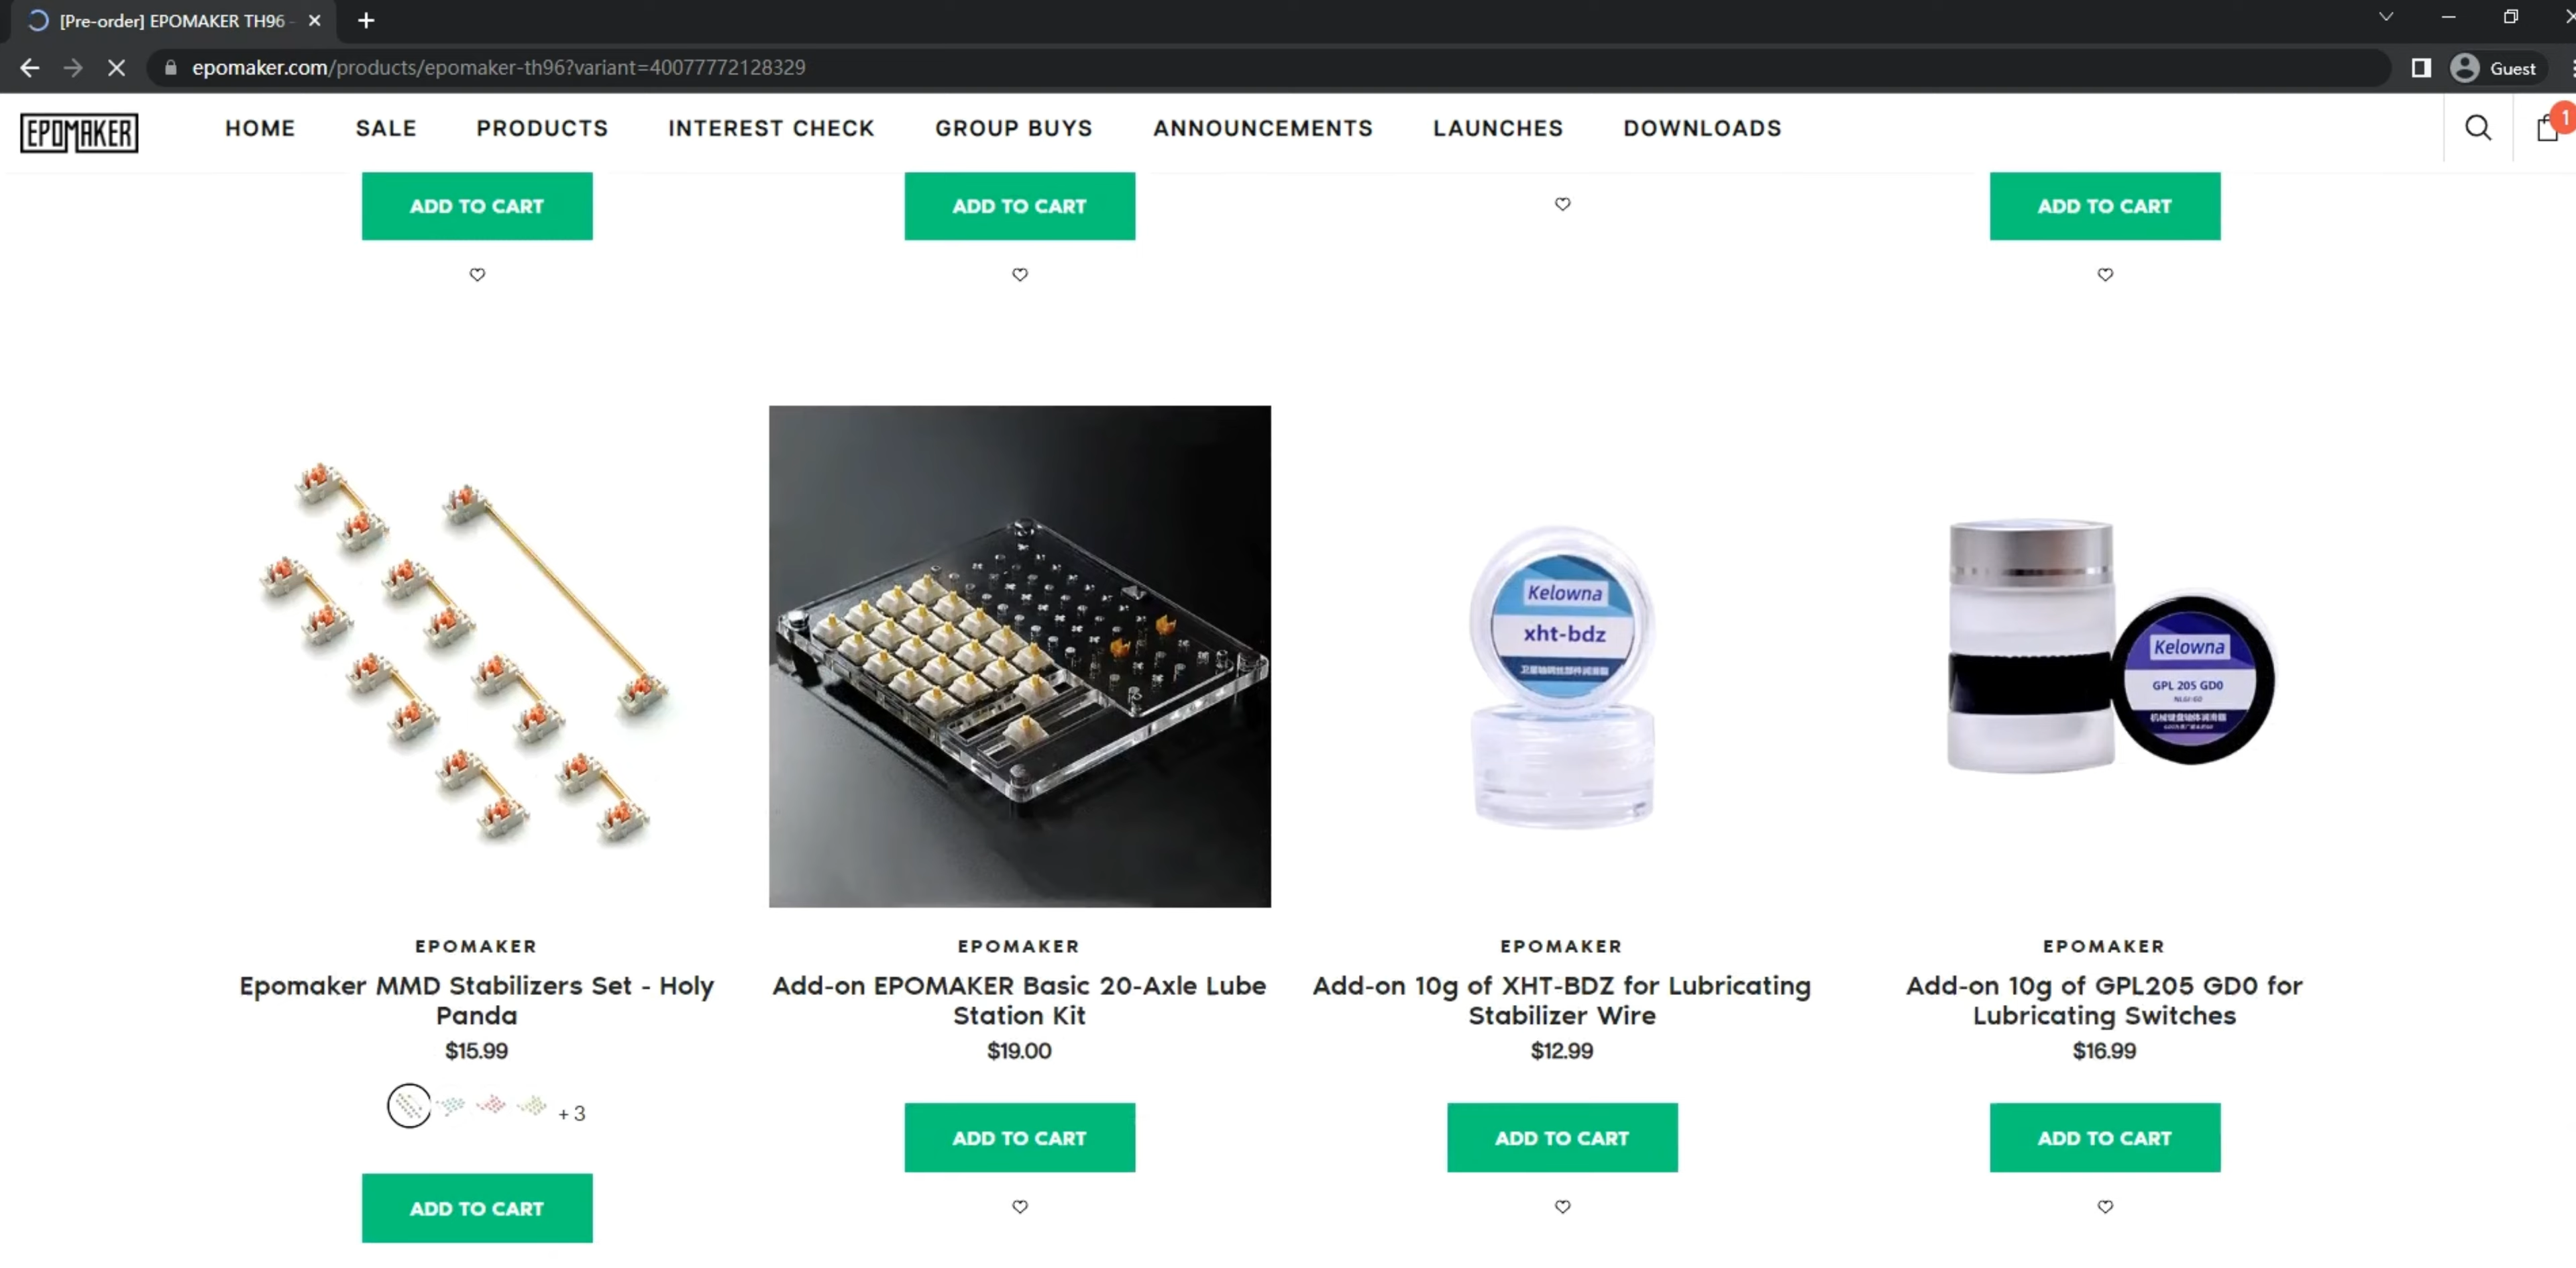 [Pre-order] EPOMAKER TH96 -
epomaker.com/products/epomaker-th96?variant=40077772128329
Guest
EPOMAKER
HOME
SALE
PRODUCTS
INTEREST CHECK
GROUP BUYS
ANNOUNCEMENTS
LAUNCHES
DOWNLOADS
1
ADD TO CART
ADD TO CART
ADD TO CART
Kelowna
xht-bdz
Kelowna
GPL 205 GD0
EPOMAKER
Epomaker MMD Stabilizers Set - Holy
Panda
$15.99
+ 3
ADD TO CART
EPOMAKER
Add-on EPOMAKER Basic 20-Axle Lube
Station Kit
$19.00
ADD TO CART
EPOMAKER
Add-on 10g of XHT-BDZ for Lubricating
Stabilizer Wire
$12.99
ADD TO CART
EPOMAKER
Add-on 10g of GPL205 GD0 for
Lubricating Switches
$16.99
ADD TO CART